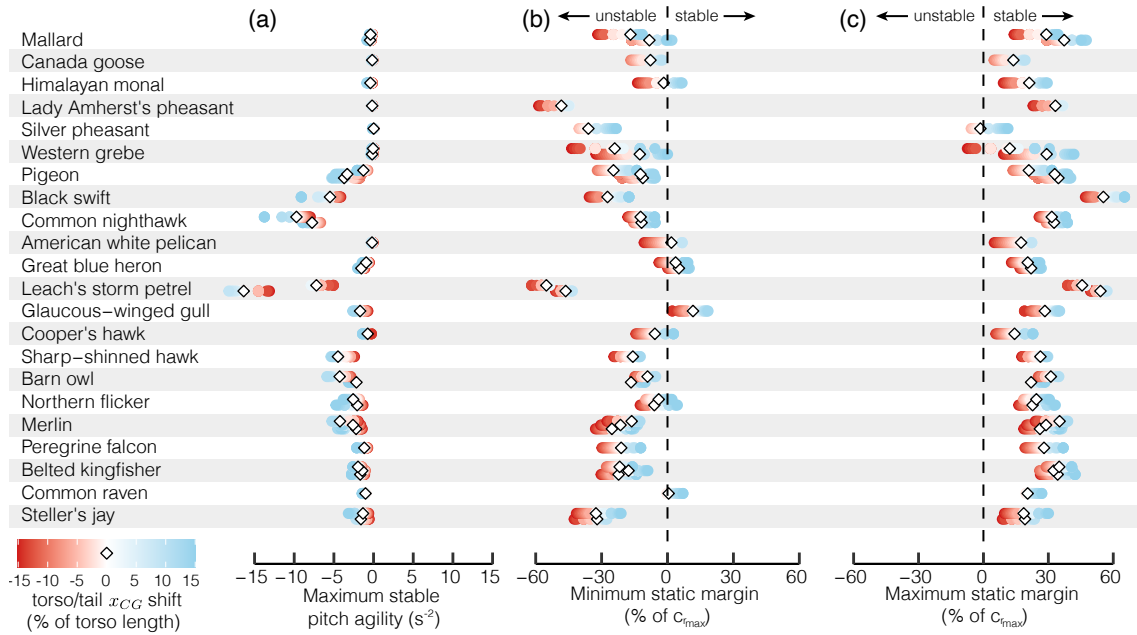 (a) (b) (c)
unstable stable unstable stable
Mallard
Canada goose
Himalayan monal
Lady Amherst's pheasant
Silver pheasant
Western grebe
Pigeon
Black swift
Common nighthawk
American white pelican
Great blue heron
Leach's storm petrel
Glaucous−winged gull
Cooper's hawk
Sharp−shinned hawk
Barn owl
Northern flicker
Merlin
Peregrine falcon
Belted kingfisher
Common raven
Steller's jay
0
-15 -10 -5 0 5 10 15
torso/tail x_CG shift
(% of torso length)
−15 −10 −5 0 5 10 15
Maximum stable
pitch agility (s⁻²)
−60 −30 0 30 60
Minimum static margin
(% of c_rmax)
−60 −30 0 30 60
Maximum static margin
(% of c_rmax)